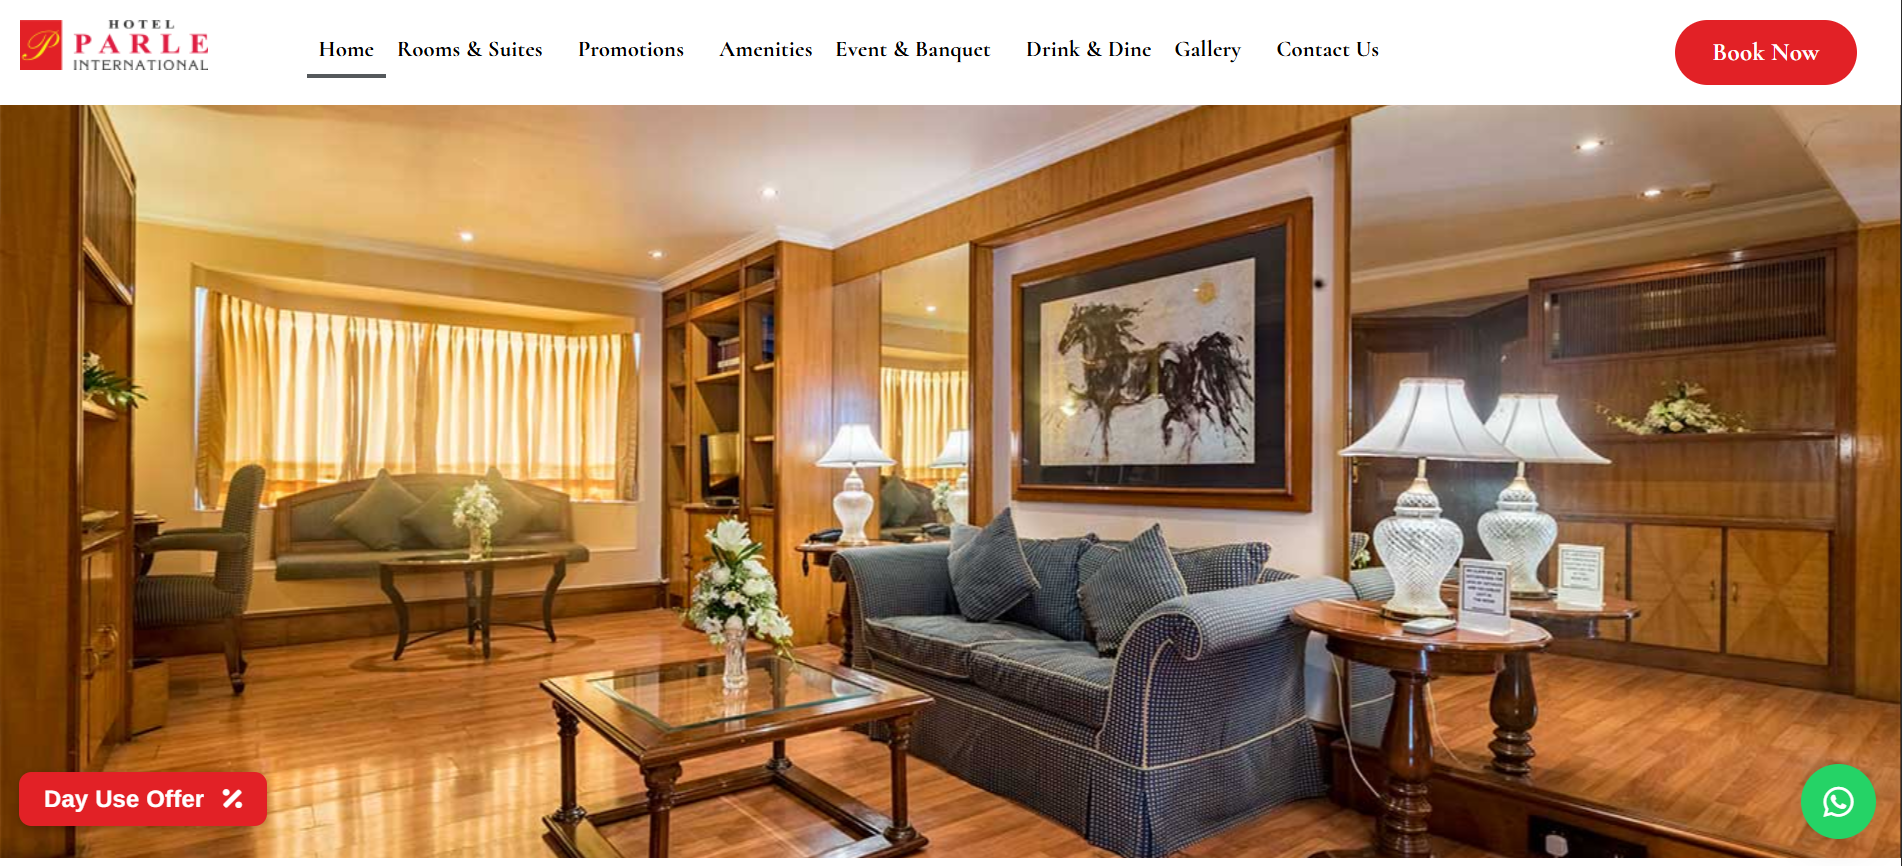 HOTEL
PARLE
INTERNATIONAL
Home
Rooms & Suites
Promotions
Amenities
Event & Banquet
Drink & Dine
Gallery
Contact Us
Book Now
Day Use Offer